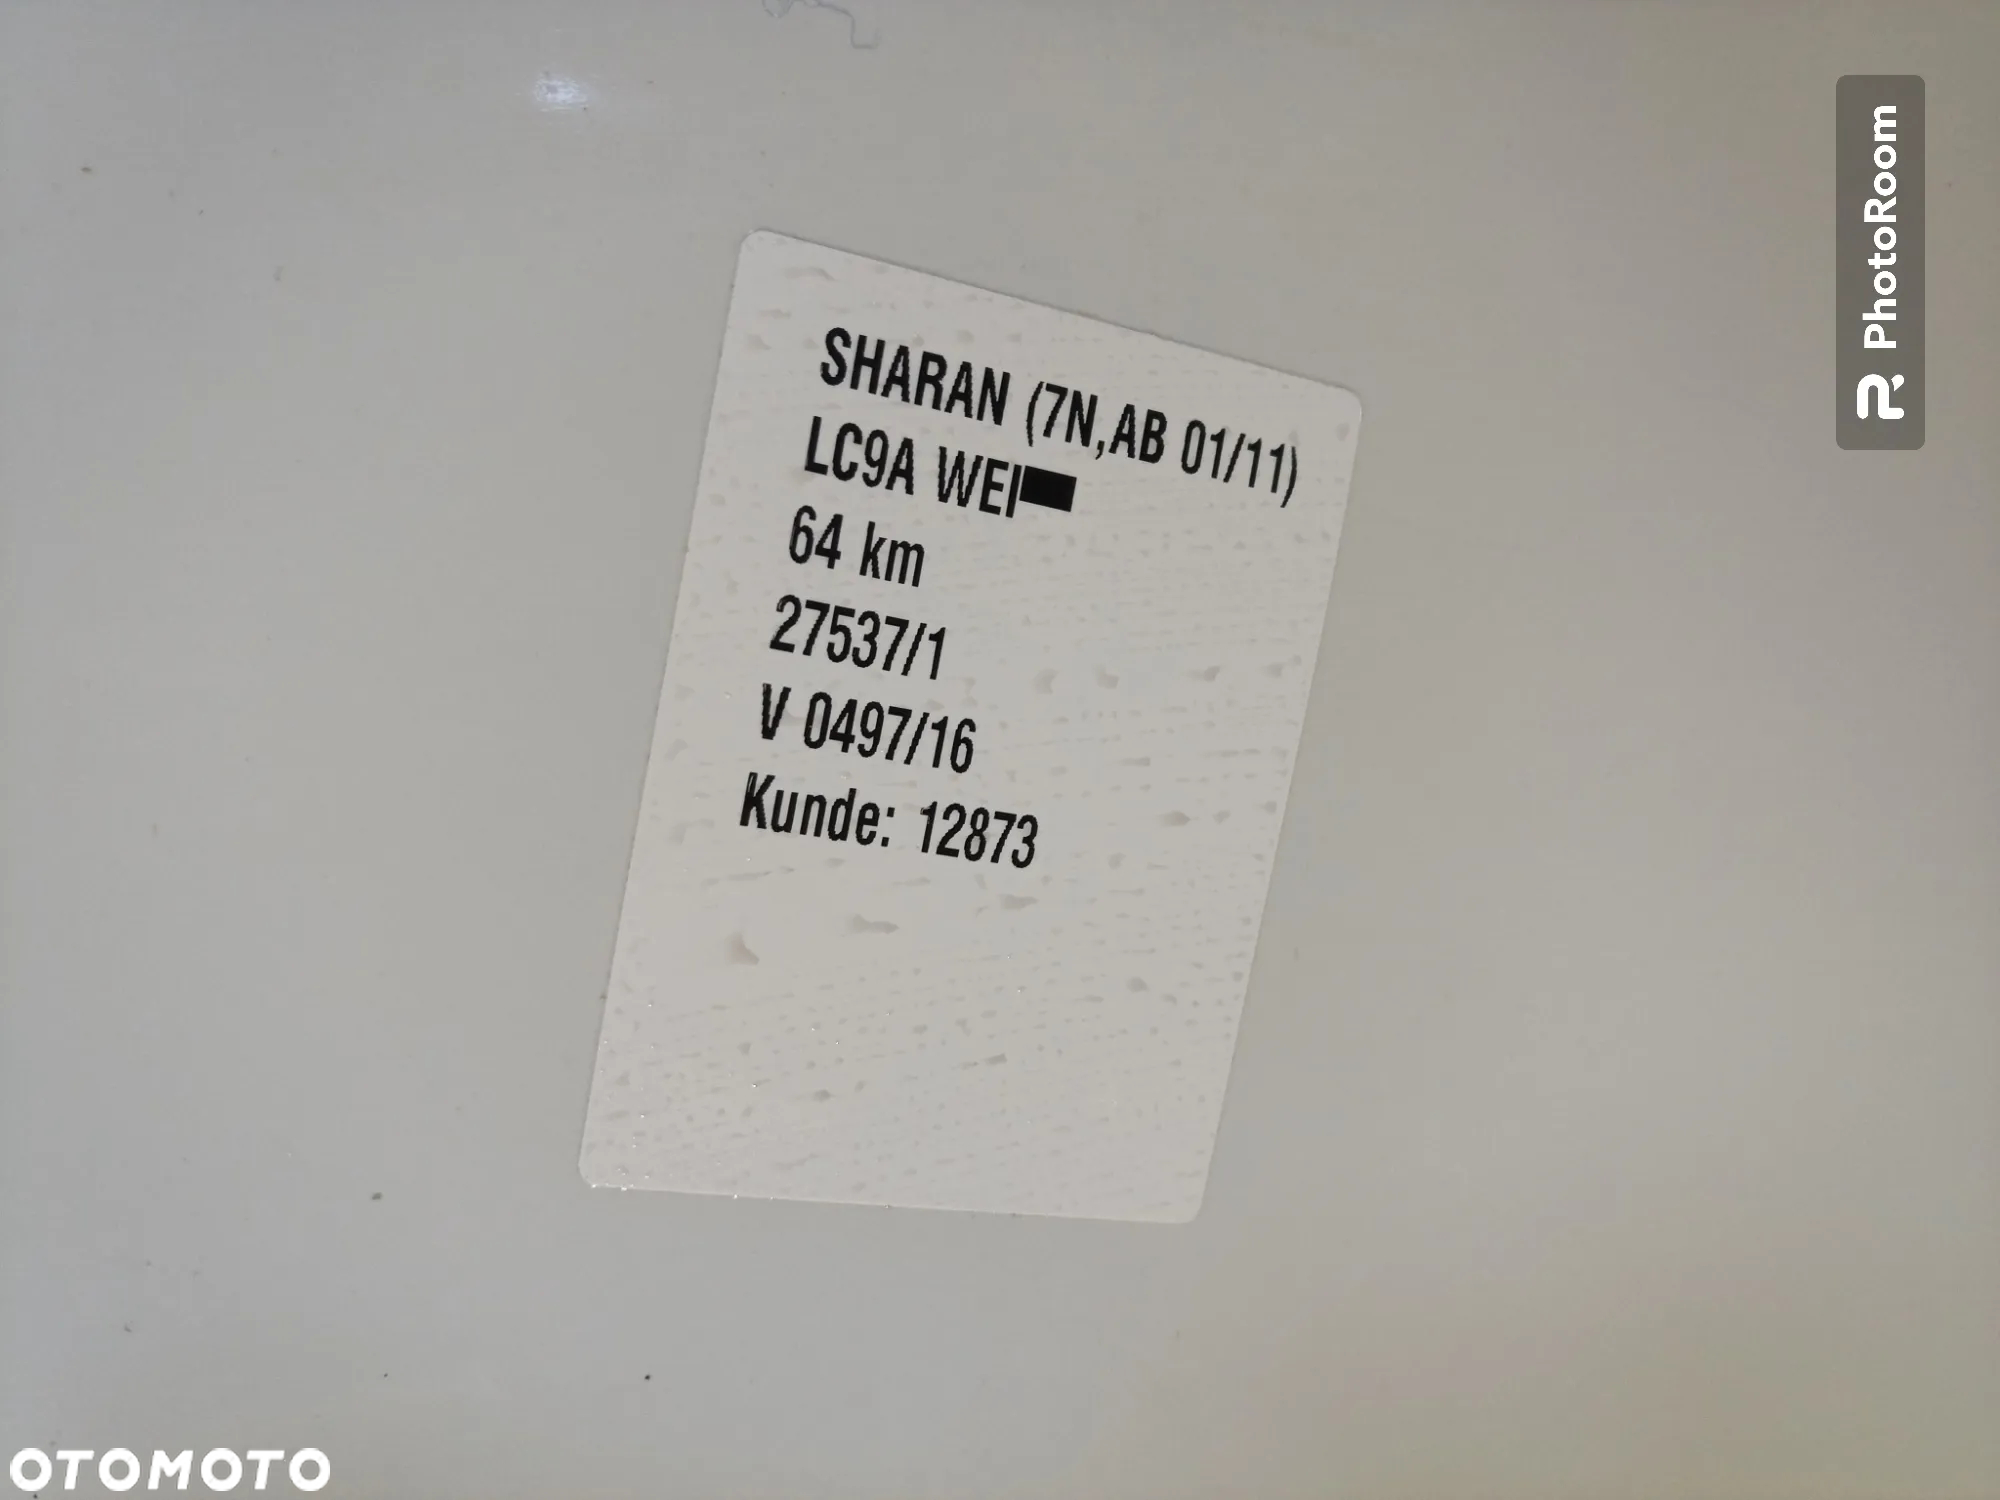 SHARAN (7N,AB 01/11)
LC9A WEI
64 km
27537/1
V 0497/16
Kunde: 12873
PhotoRoom
OTOMOTO